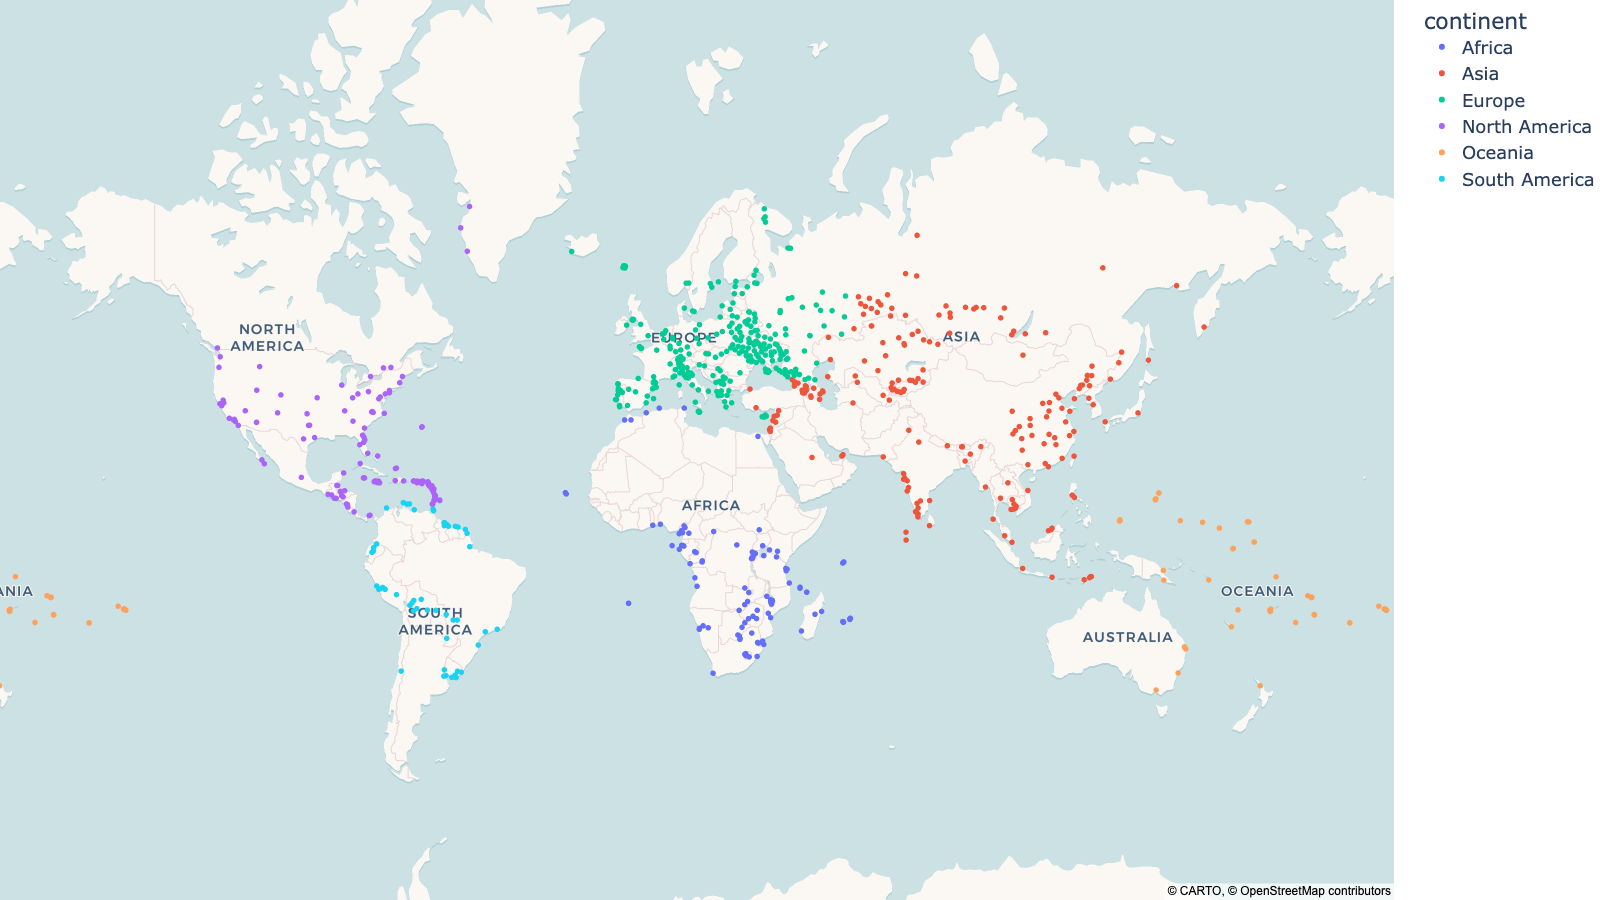 continent
Africa
Asia
Europe
North America
Oceania
South America
NORTH
AMERICA
EUROPE
ASIA
AFRICA
ANIA
OCEANIA
SOUTH
AMERICA
AUSTRALIA
© CARTO, © OpenStreetMap contributors